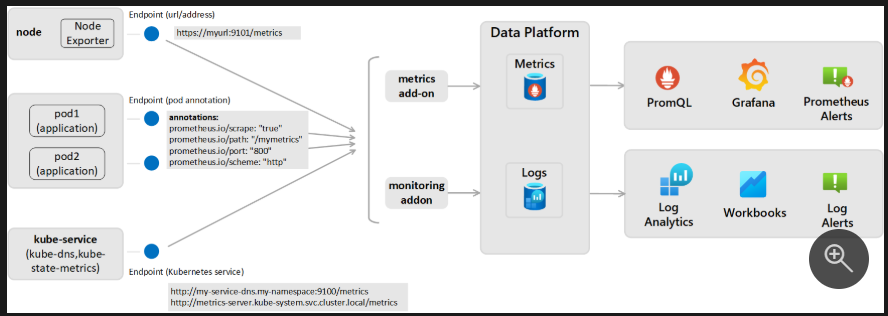 node
Node
Exporter
Endpoint (url/address)
https://myurl:9101/metrics
pod1
(application)
pod2
(application)
Endpoint (pod annotation)
annotations:
prometheus.io/scrape: "true"
prometheus.io/path: "/mymetrics"
prometheus.io/port: "800"
prometheus.io/scheme: "http"
kube-service
(kube-dns,kube-
state-metrics)
Endpoint (Kubernetes service)
http://my-service-dns.my-namespace:9100/metrics
http://metrics-server.kube-system.svc.cluster.local/metrics
metrics
add-on
monitoring
addon
Data Platform
Metrics
Logs
PromQL
Grafana
Prometheus
Alerts
Log
Analytics
Workbooks
Log
Alerts